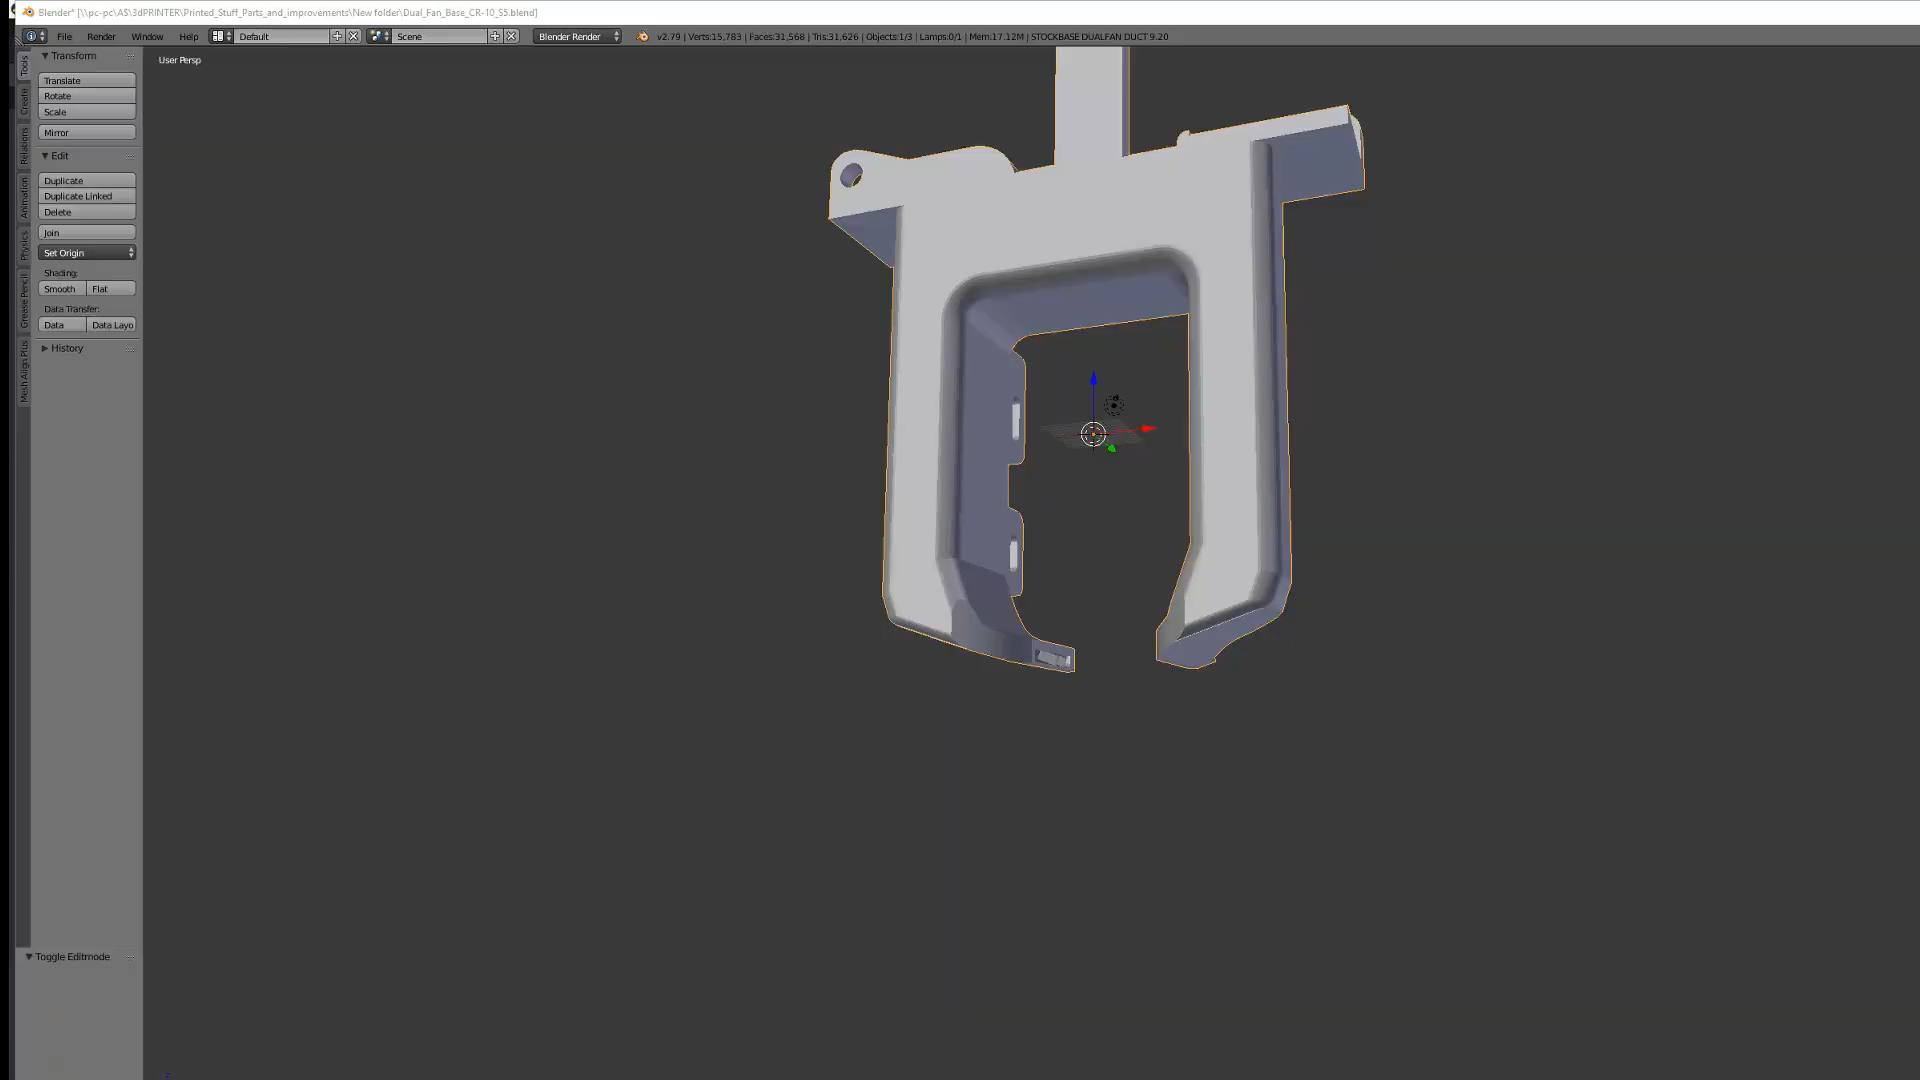 Blender* [\\pc-pc\AS\3dPRINTER\Printed_Stuff_Parts_and_improvements\New folder\Dual_Fan_Base_CR-10_S5.blend]
File Render Window Help Default Scene Blender Render v2.79 | Verts:15,783 | Faces:31,568 | Tris:31,626 | Objects:1/3 | Lamps:0/1 | Mem:17.12M | STOCKBASE DUALFAN DUCT 9.20
Transform
User Persp
Tools
Translate
Create
Rotate
Scale
Mirror
Relations
Edit
Duplicate
Animation
Duplicate Linked
Delete
Join
Physics
Set Origin
Shading:
Grease Pencil
Smooth Flat
Data Transfer:
Data Data Layo
History
Mesh Align Plus
Toggle Editmode